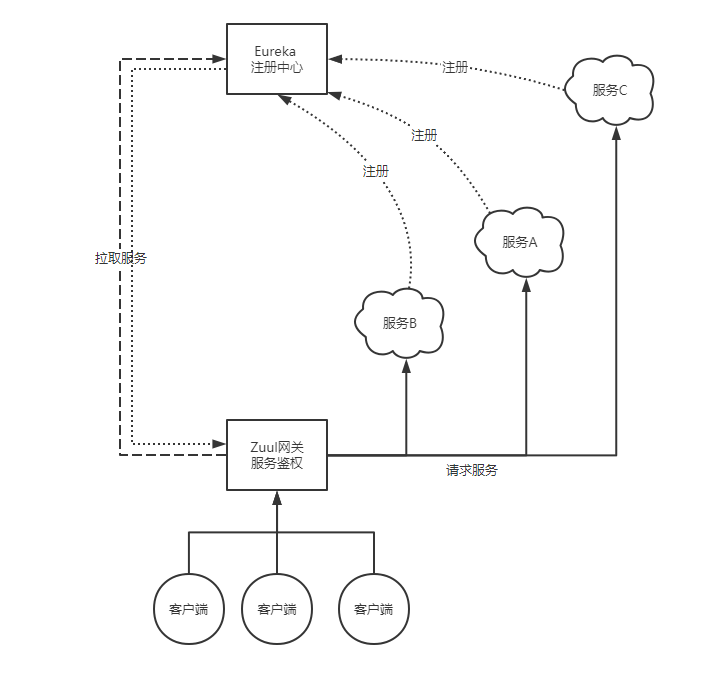 Eureka
注册中心
注册
服务C
注册
注册
服务A
拉取服务
服务B
Zuul网关
服务鉴权
请求服务
客户端
客户端
客户端